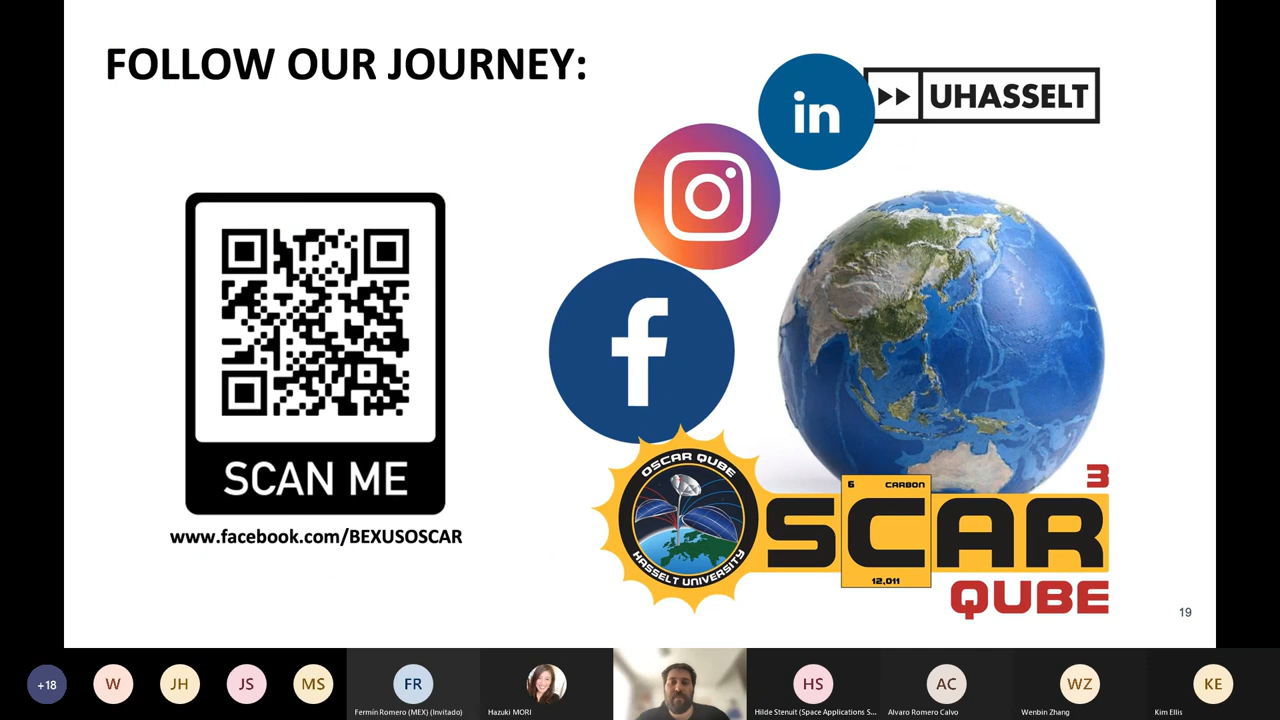 FOLLOW OUR JOURNEY:
in
UHASSELT
f
SCAN ME
www.facebook.com/BEXUSOSCAR
OSCAR QUBE
HASSELT UNIVERSITY
6 CARBON
3
OSCAR
12,011
QUBE
19
+18
W
JH
JS
MS
FR
HS
AC
WZ
KE
Fermín Romero (MEX) (Invitado)
Hazuki MORI
Hilde Stenuit (Space Applications S...
Alvaro Romero Calvo
Wenbin Zhang
Kim Ellis